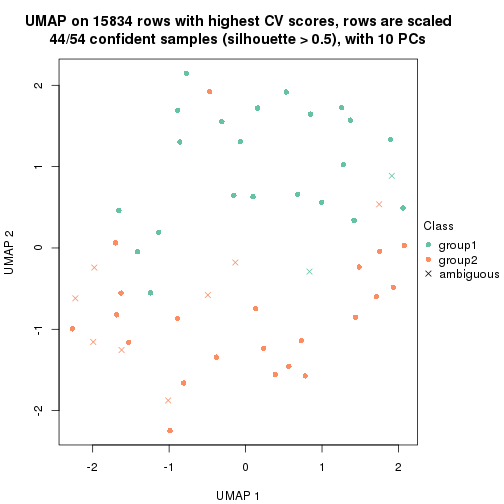 UMAP on 15834 rows with highest CV scores, rows are scaled
44/54 confident samples (silhouette > 0.5), with 10 PCs
UMAP 2
2
1
0
-1
-2
Class
group1
group2
ambiguous
-2
-1
0
1
2
UMAP 1